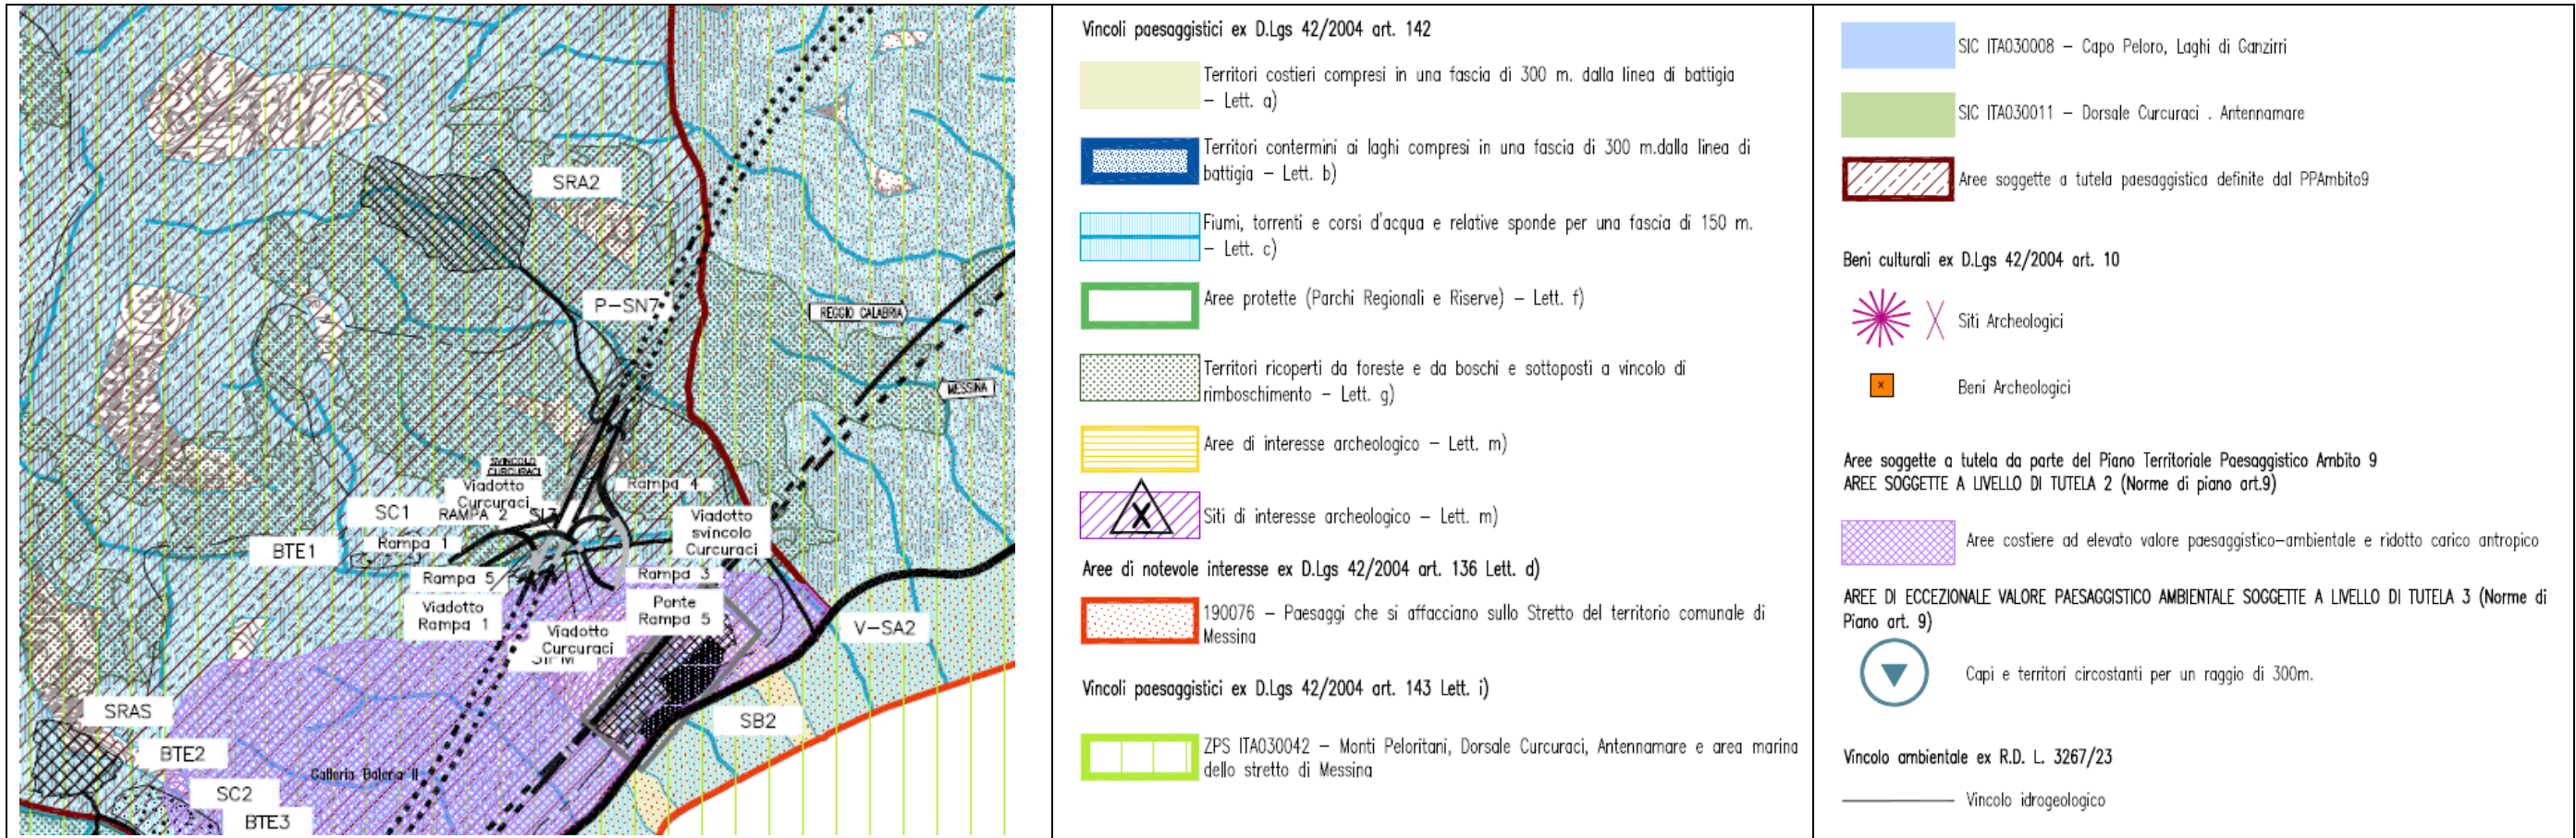 SRA2
P-SN7
REGGIO CALABRIA
MESSINA
SVINCOLO
CURCURACI
Viadotto
Curcuraci
Rampa 4
SC1
RAMPA 2
Viadotto
svincolo
Curcuraci
BTE1
Rampa 1
Rampa 5
Rampa 3
Viadotto
Rampa 1
Ponte
Rampa 5
Viadotto
Curcuraci
V-SA2
SRAS
SB2
BTE2
Galleria Balena II
SC2
BTE3
Vincoli paesaggistici ex D.Lgs 42/2004 art. 142
Territori costieri compresi in una fascia di 300 m. dalla linea di battigia
– Lett. a)
Territori contermini ai laghi compresi in una fascia di 300 m.dalla linea di
battigia – Lett. b)
Fiumi, torrenti e corsi d'acqua e relative sponde per una fascia di 150 m.
– Lett. c)
Aree protette (Parchi Regionali e Riserve) – Lett. f)
Territori ricoperti da foreste e da boschi e sottoposti a vincolo di
rimboschimento – Lett. g)
Aree di interesse archeologico – Lett. m)
X
Siti di interesse archeologico – Lett. m)
Aree di notevole interesse ex D.Lgs 42/2004 art. 136 Lett. d)
190076 – Paesaggi che si affacciano sullo Stretto del territorio comunale di
Messina
Vincoli paesaggistici ex D.Lgs 42/2004 art. 143 Lett. i)
ZPS ITA030042 – Monti Peloritani, Dorsale Curcuraci, Antennamare e area marina
dello stretto di Messina
SIC ITA030008 – Capo Peloro, Laghi di Ganzirri
SIC ITA030011 – Dorsale Curcuraci . Antennamare
Aree soggette a tutela paesaggistica definite dal PPAmbito9
Beni culturali ex D.Lgs 42/2004 art. 10
Siti Archeologici
x
Beni Archeologici
Aree soggette a tutela da parte del Piano Territoriale Paesaggistico Ambito 9
AREE SOGGETTE A LIVELLO DI TUTELA 2 (Norme di piano art.9)
Aree costiere ad elevato valore paesaggistico-ambientale e ridotto carico antropico
AREE DI ECCEZIONALE VALORE PAESAGGISTICO AMBIENTALE SOGGETTE A LIVELLO DI TUTELA 3 (Norme di
Piano art. 9)
Capi e territori circostanti per un raggio di 300m.
Vincolo ambientale ex R.D. L. 3267/23
Vincolo idrogeologico